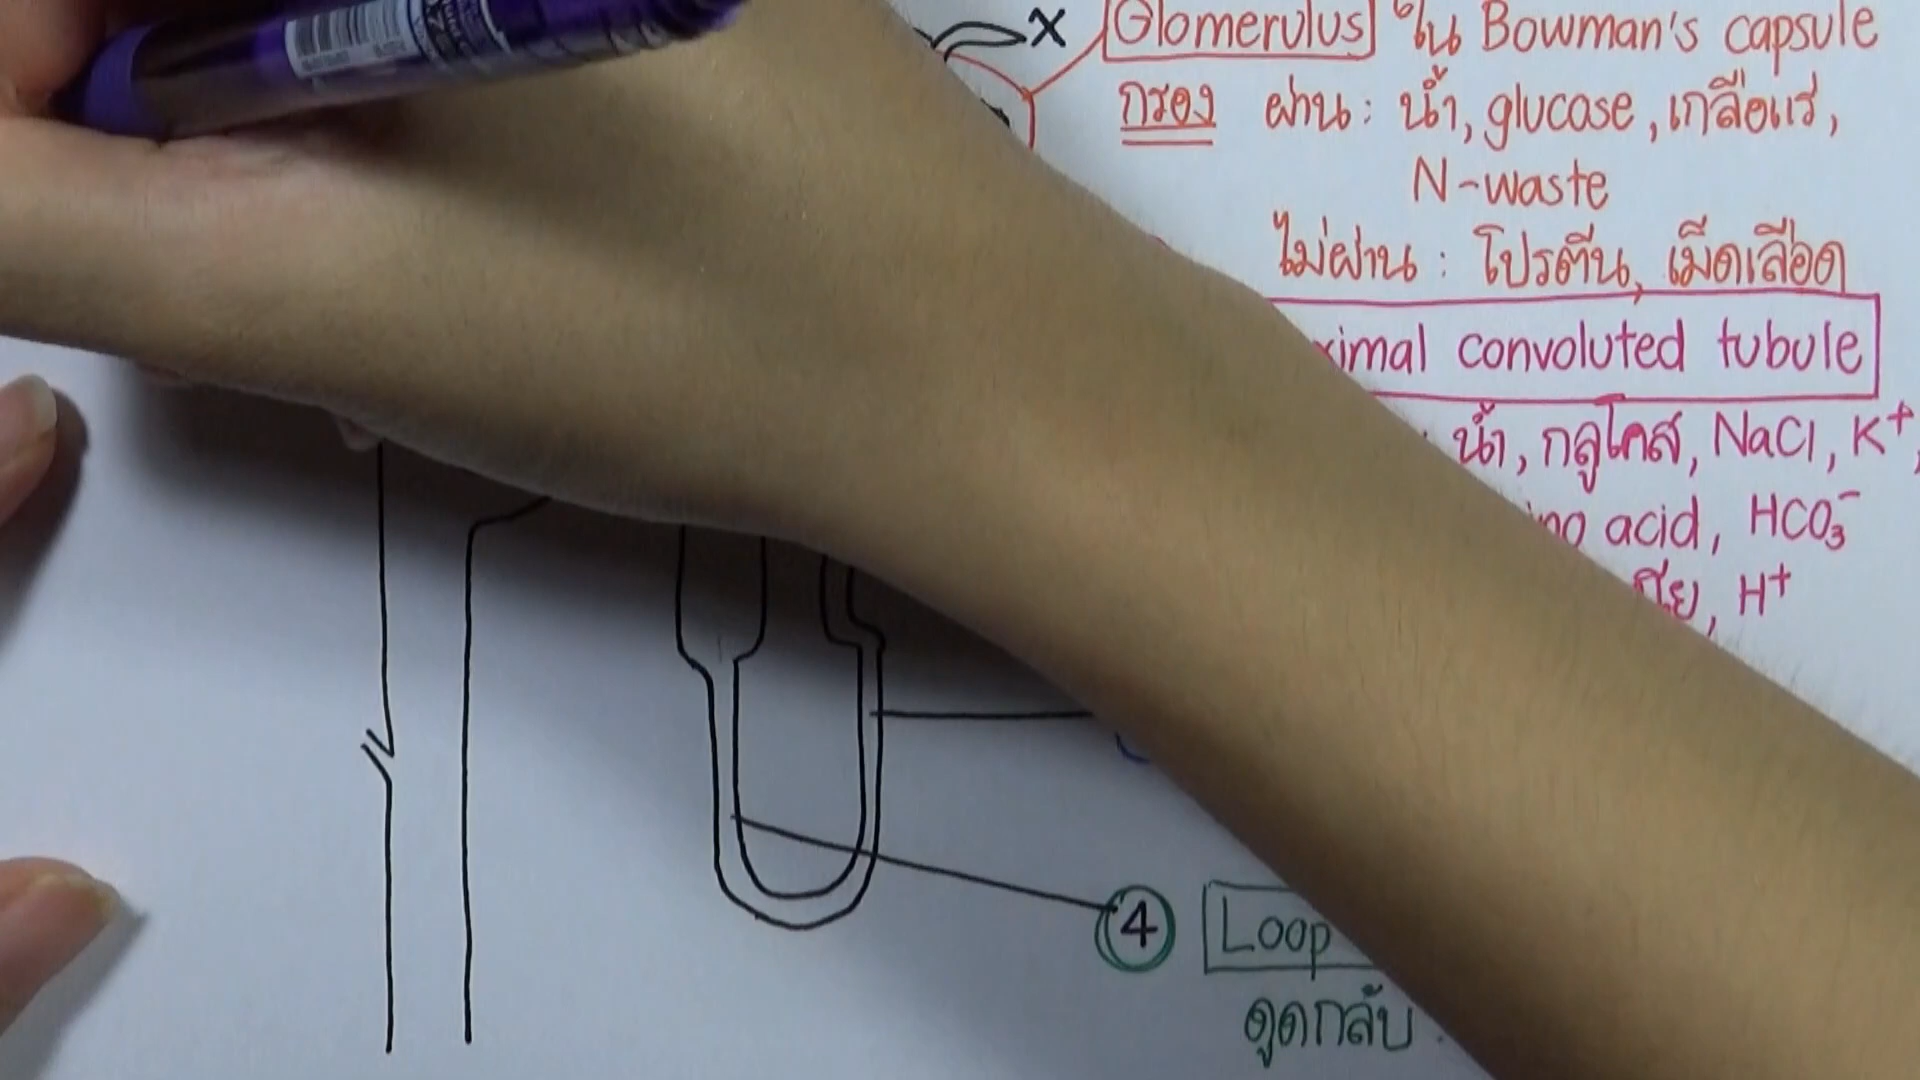 x
Glomerulus ใน Bowman's capsule
กรอง ผ่าน : น้ำ, glucose, เกลือแร่,
N-waste
ไม่ผ่าน : โปรตีน, เม็ดเลือด
convoluted tubule
น้ำ, กลูโคส, NaCl, K+,
acid, HCO3-
H+
4 Loop
ดูดกลับ